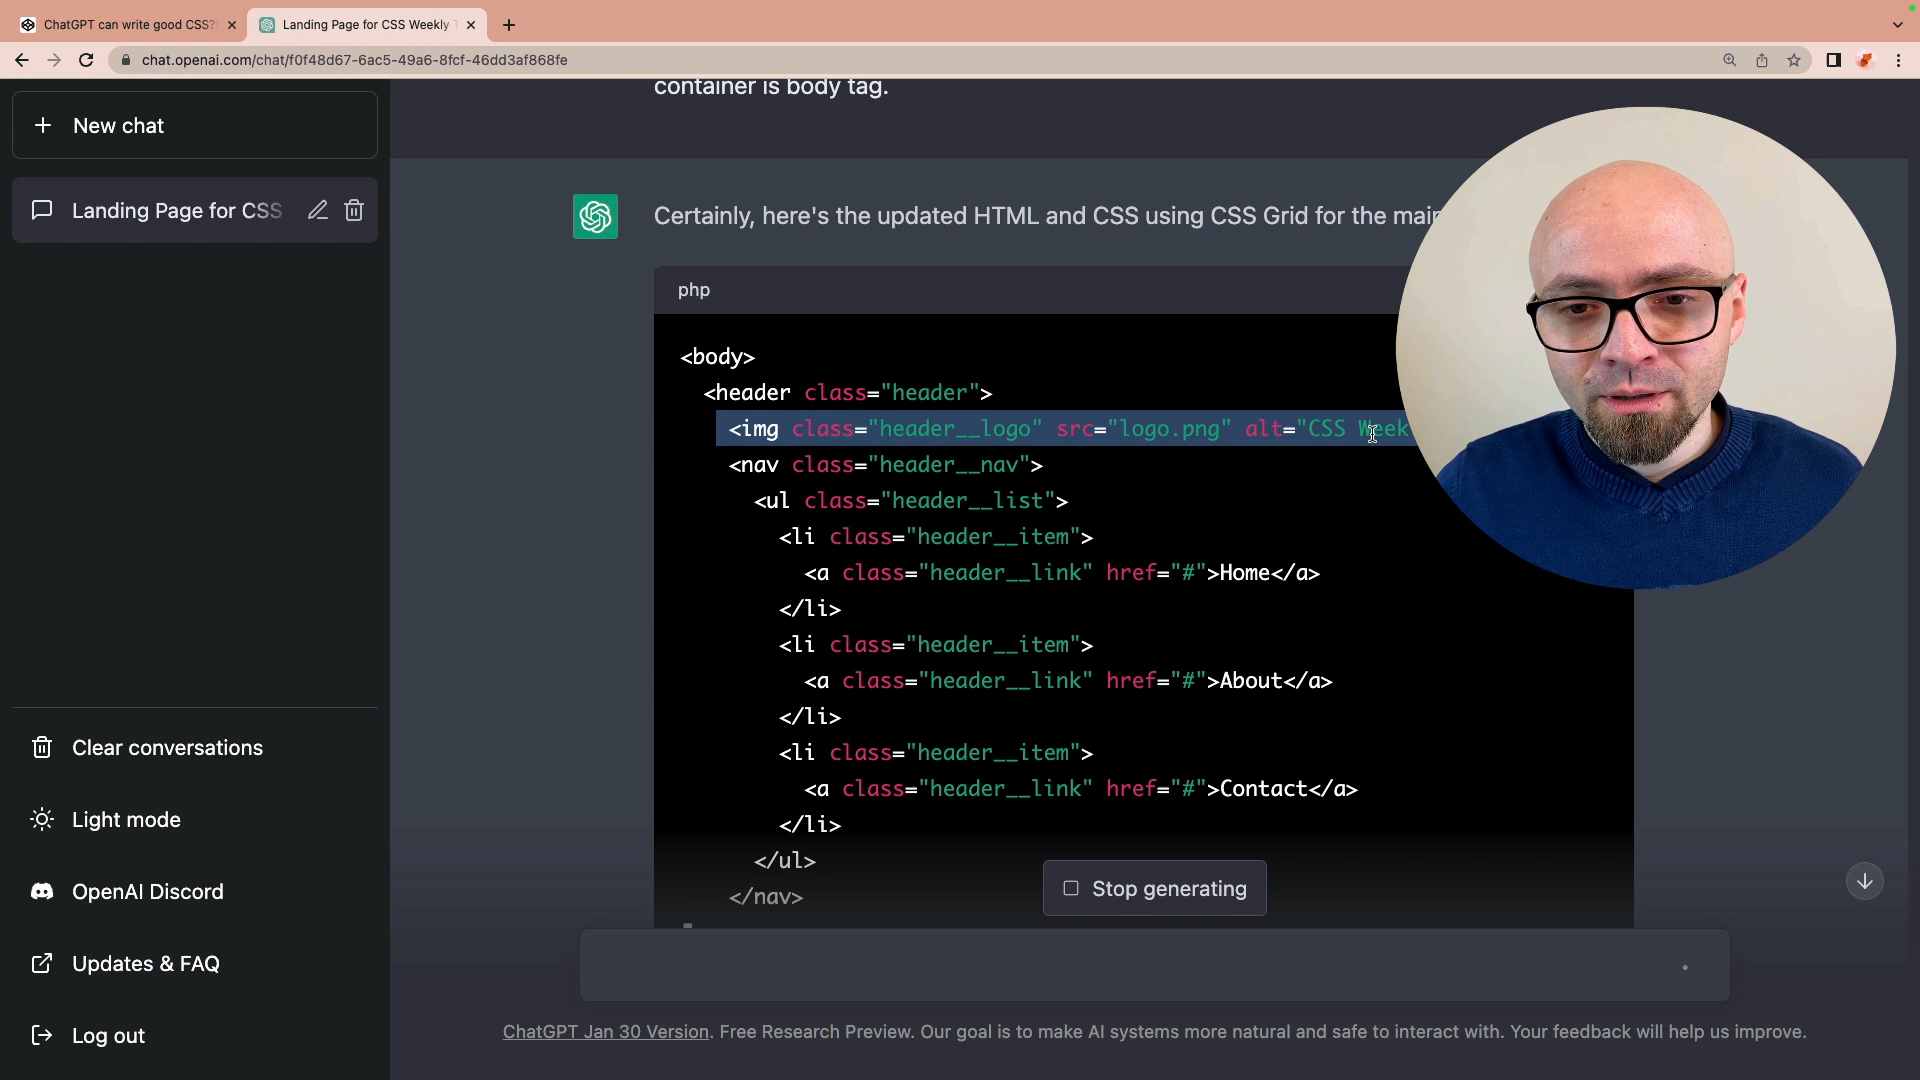 ChatGPT can write good CSS?
Landing Page for CSS Weekly T
chat.openai.com/chat/f0f48d67-6ac5-49a6-8fcf-46dd3af868fe
New chat
Landing Page for CSS
Clear conversations
Light mode
OpenAI Discord
Updates & FAQ
Log out
container is body tag.
Certainly, here's the updated HTML and CSS using CSS Grid for the main
php
<body>
<header class="header">
<img class="header__logo" src="logo.png" alt="CSS Week
<nav class="header__nav">
<ul class="header__list">
<li class="header__item">
<a class="header__link" href="#">Home</a>
</li>
<li class="header__item">
<a class="header__link" href="#">About</a>
</li>
<li class="header__item">
<a class="header__link" href="#">Contact</a>
</li>
</ul>
</nav>
Stop generating
ChatGPT Jan 30 Version. Free Research Preview. Our goal is to make AI systems more natural and safe to interact with. Your feedback will help us improve.